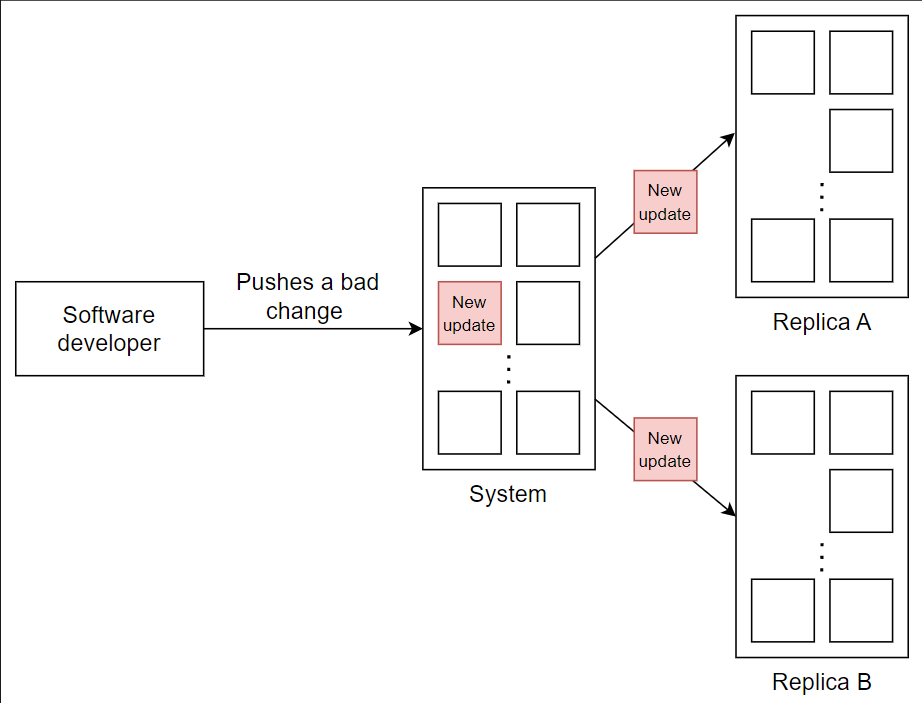 Software
developer
Pushes a bad
change
New
update
System
New
update
New
update
Replica A
Replica B